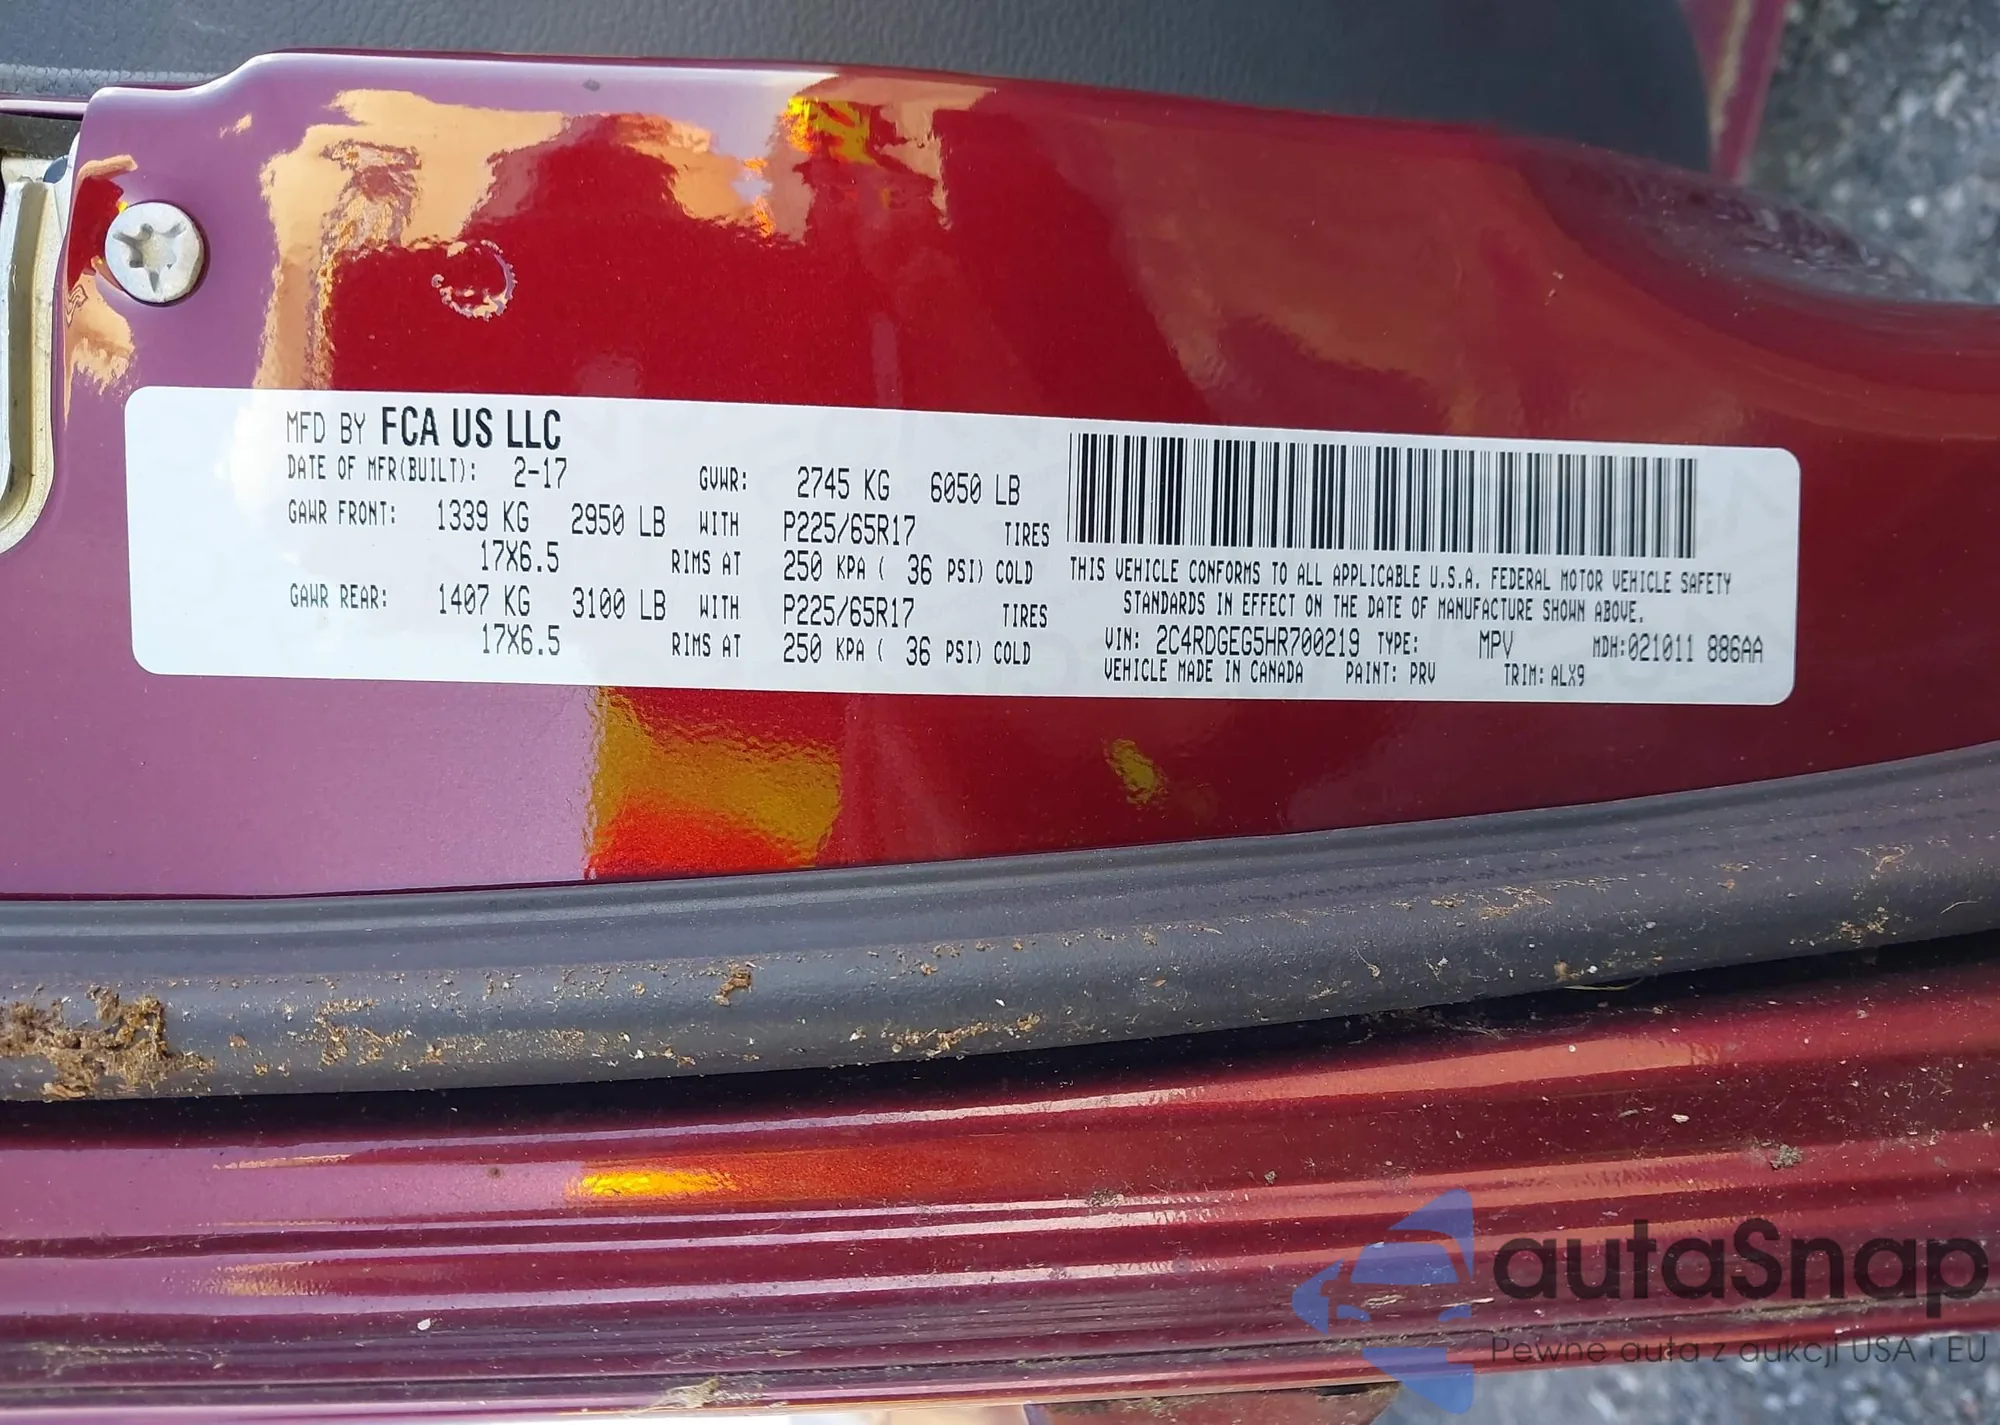 MFD BY FCA US LLC
DATE OF MFR(BUILT): 2-17 GVWR: 2745 KG 6050 LB
GAWR FRONT: 1339 KG 2950 LB WITH P225/65R17 TIRES
17X6.5 RIMS AT 250 KPA ( 36 PSI) COLD
GAWR REAR: 1407 KG 3100 LB WITH P225/65R17 TIRES
17X6.5 RIMS AT 250 KPA ( 36 PSI) COLD
THIS VEHICLE CONFORMS TO ALL APPLICABLE U.S.A. FEDERAL MOTOR VEHICLE SAFETY
STANDARDS IN EFFECT ON THE DATE OF MANUFACTURE SHOWN ABOVE.
VIN: 2C4RDGEG5HR700219 TYPE: MPV MDH:021011 886AA
VEHICLE MADE IN CANADA PAINT: PRV TRIM: ALX9
autaSnap
Pewne auta z aukcji USA i EU